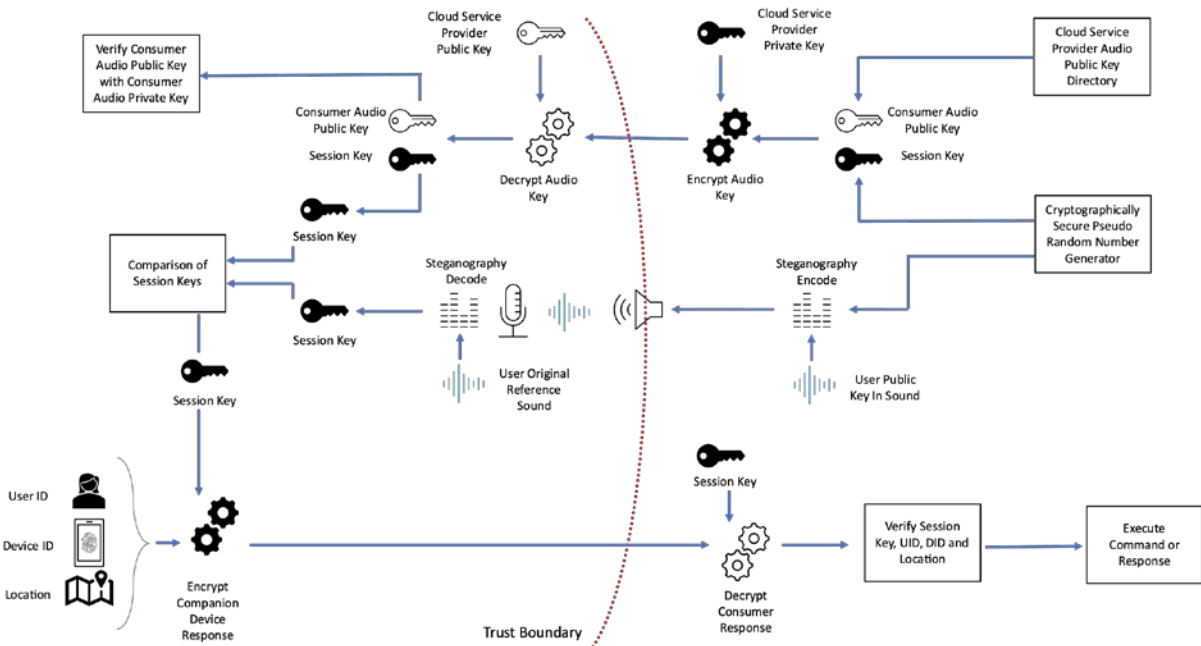 Cloud Service
Provider
Public Key
Cloud Service
Provider
Private Key
Verify Consumer
Audio Public Key
with Consumer
Audio Private Key
Cloud Service
Provider Audio
Public Key
Directory
Consumer Audio
Public Key
Session Key
Decrypt Audio
Key
Encrypt Audio
Key
Consumer Audio
Public Key
Session Key
Session Key
Cryptographically
Secure Pseudo
Random Number
Generator
Comparison of
Session Keys
Steganography
Decode
Steganography
Encode
Session Key
User Original
Reference
Sound
User Public
Key In Sound
Session Key
Session Key
User ID
Device ID
Location
Encrypt
Companion
Device
Response
Decrypt
Consumer
Response
Verify Session
Key, UID, DID and
Location
Execute
Command or
Response
Trust Boundary